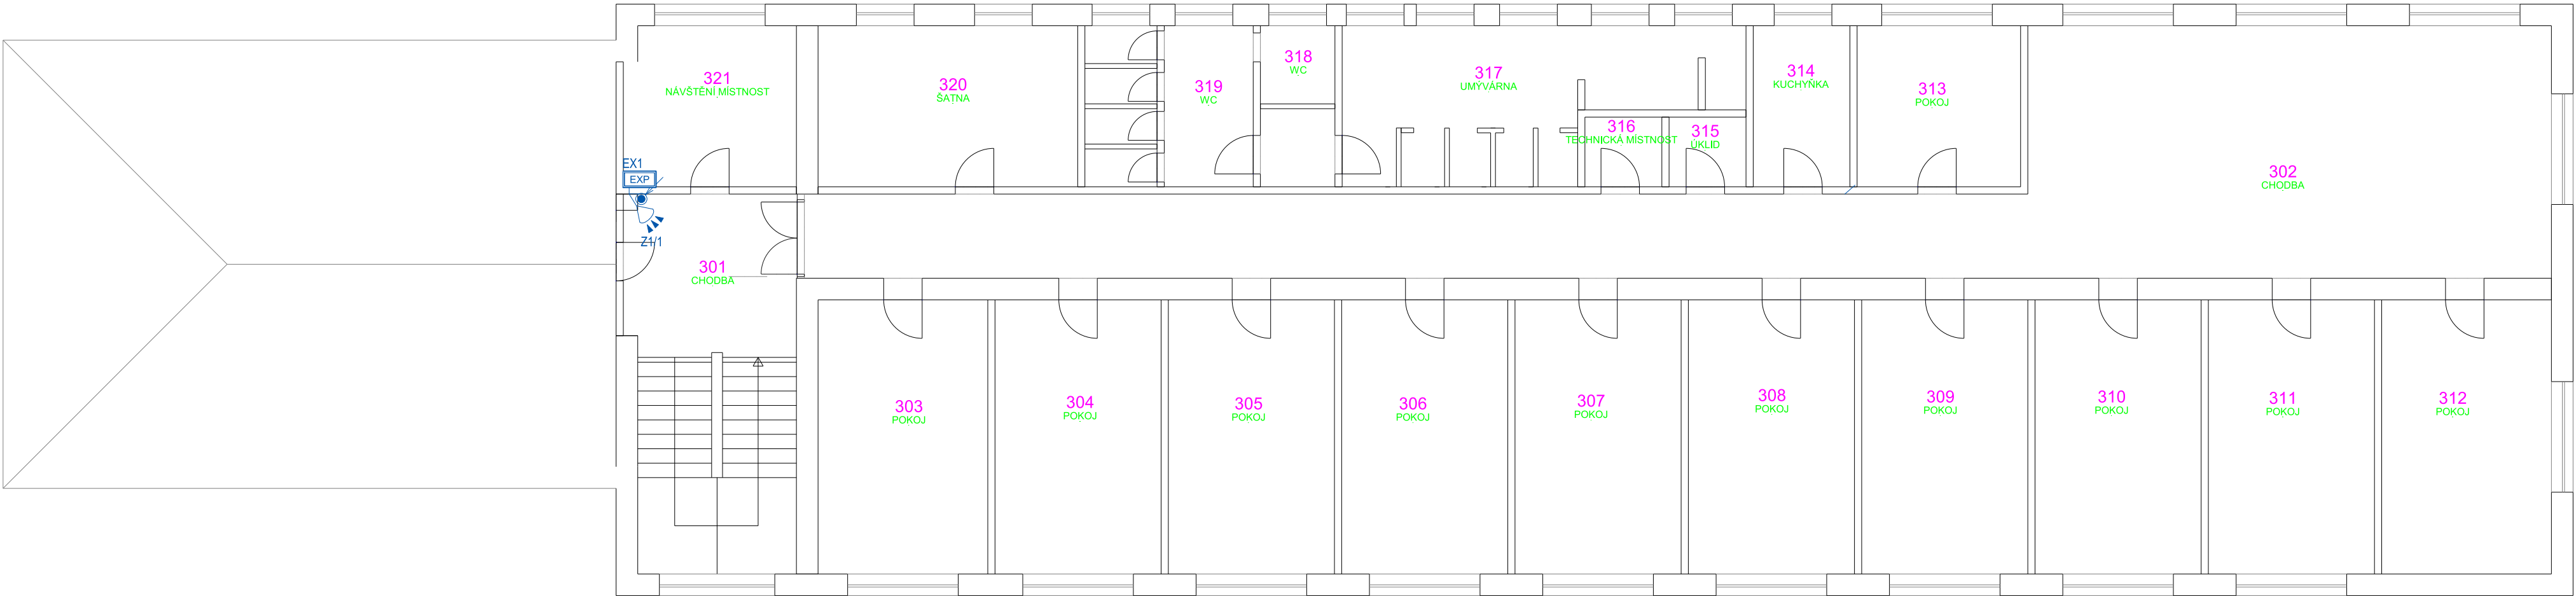 321
NÁVŠTĚNÍ MÍSTNOST
320
ŠATNA
319
WC
318
WC
317
UMÝVÁRNA
316
TECHNICKÁ MÍSTNOST
315
ÚKLID
314
KUCHYŇKA
313
POKOJ
302
CHODBA
EX1
EXP
Z1/1
301
CHODBA
303
POKOJ
304
POKOJ
305
POKOJ
306
POKOJ
307
POKOJ
308
POKOJ
309
POKOJ
310
POKOJ
311
POKOJ
312
POKOJ